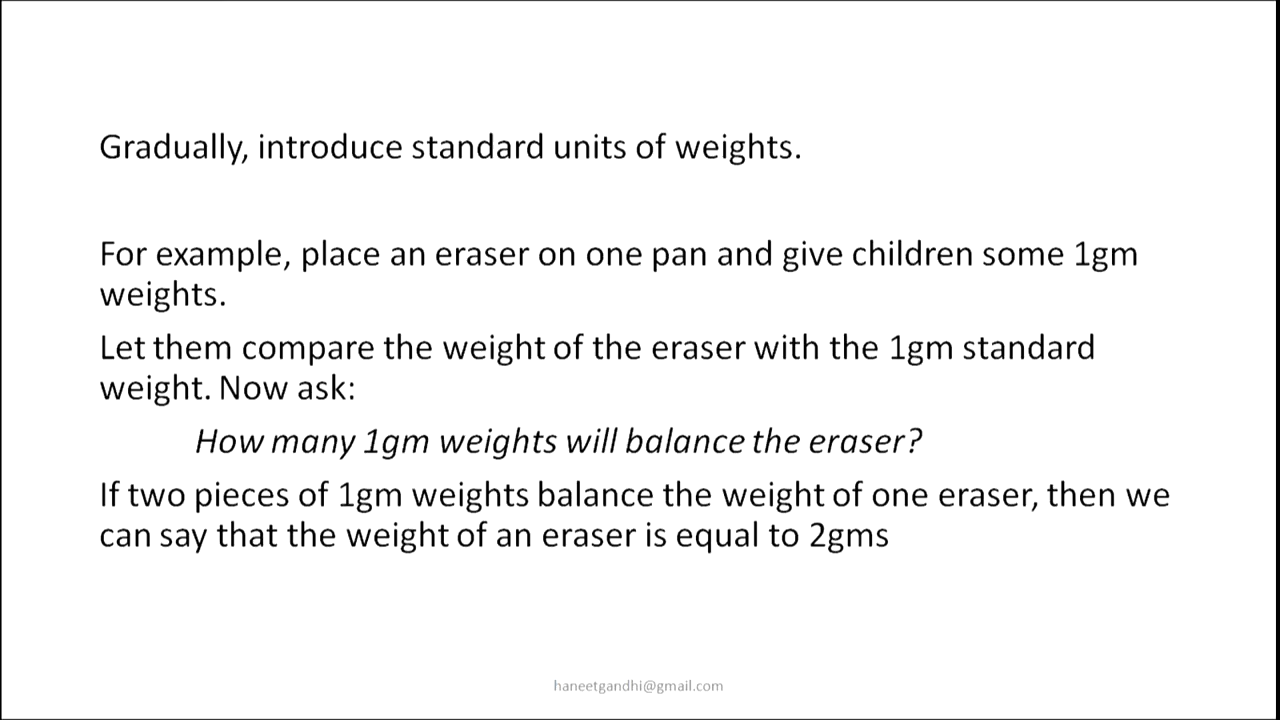 Gradually, introduce standard units of weights.
For example, place an eraser on one pan and give children some 1gm
weights.
Let them compare the weight of the eraser with the 1gm standard
weight. Now ask:
How many 1gm weights will balance the eraser?
If two pieces of 1gm weights balance the weight of one eraser, then we
can say that the weight of an eraser is equal to 2gms
haneetgandhi@gmail.com